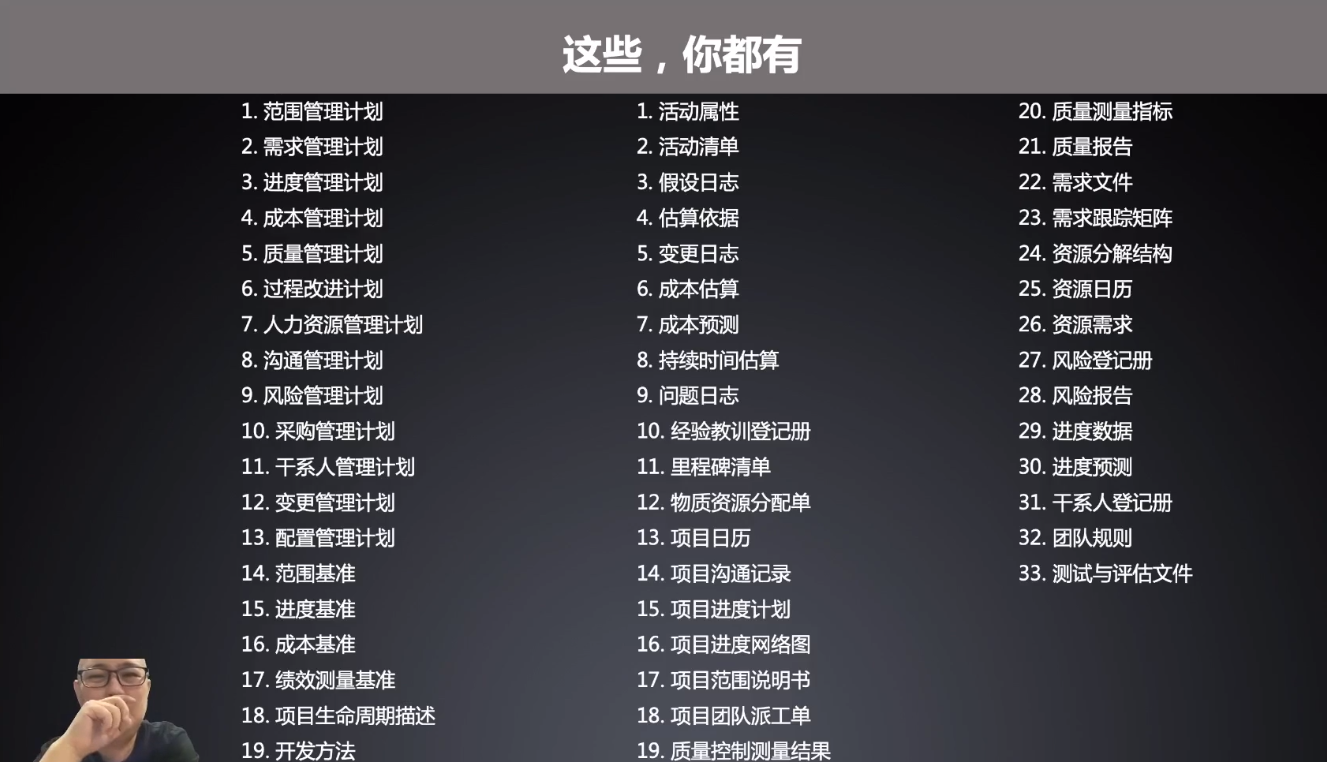 这些，你都有
1. 范围管理计划
2. 需求管理计划
3. 进度管理计划
4. 成本管理计划
5. 质量管理计划
6. 过程改进计划
7. 人力资源管理计划
8. 沟通管理计划
9. 风险管理计划
10. 采购管理计划
11. 干系人管理计划
12. 变更管理计划
13. 配置管理计划
14. 范围基准
15. 进度基准
16. 成本基准
17. 绩效测量基准
18. 项目生命周期描述
19. 开发方法
1. 活动属性
2. 活动清单
3. 假设日志
4. 估算依据
5. 变更日志
6. 成本估算
7. 成本预测
8. 持续时间估算
9. 问题日志
10. 经验教训登记册
11. 里程碑清单
12. 物质资源分配单
13. 项目日历
14. 项目沟通记录
15. 项目进度计划
16. 项目进度网络图
17. 项目范围说明书
18. 项目团队派工单
19. 质量控制测量结果
20. 质量测量指标
21. 质量报告
22. 需求文件
23. 需求跟踪矩阵
24. 资源分解结构
25. 资源日历
26. 资源需求
27. 风险登记册
28. 风险报告
29. 进度数据
30. 进度预测
31. 干系人登记册
32. 团队规则
33. 测试与评估文件